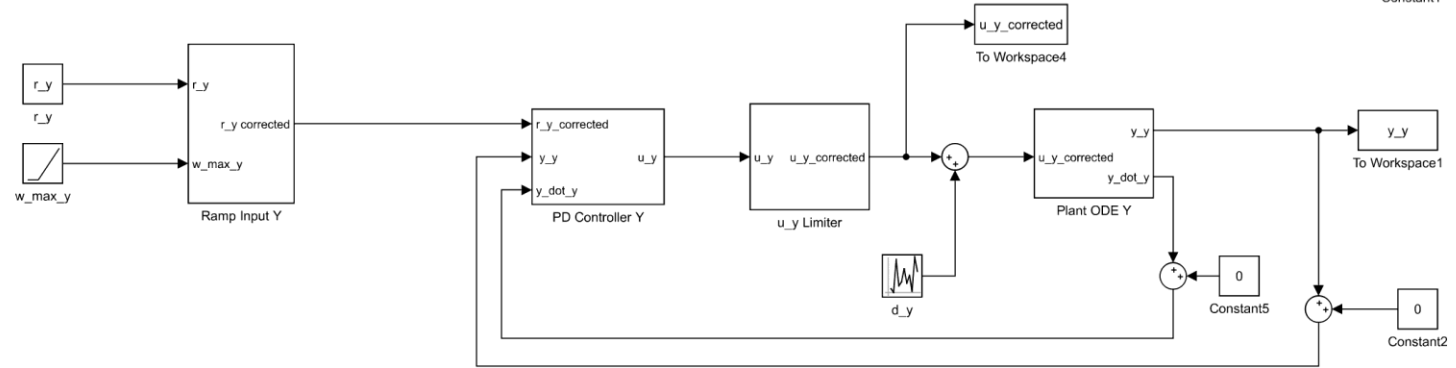 Constant1
u_y_corrected
To Workspace4
r_y
r_y
r_y
r_y corrected
w_max_y
w_max_y
Ramp Input Y
r_y_corrected
y_y
u_y
y_dot_y
PD Controller Y
u_y
u_y_corrected
u_y Limiter
+
+
d_y
y_y
u_y_corrected
y_dot_y
Plant ODE Y
y_y
To Workspace1
+
+
0
Constant5
+
+
0
Constant2